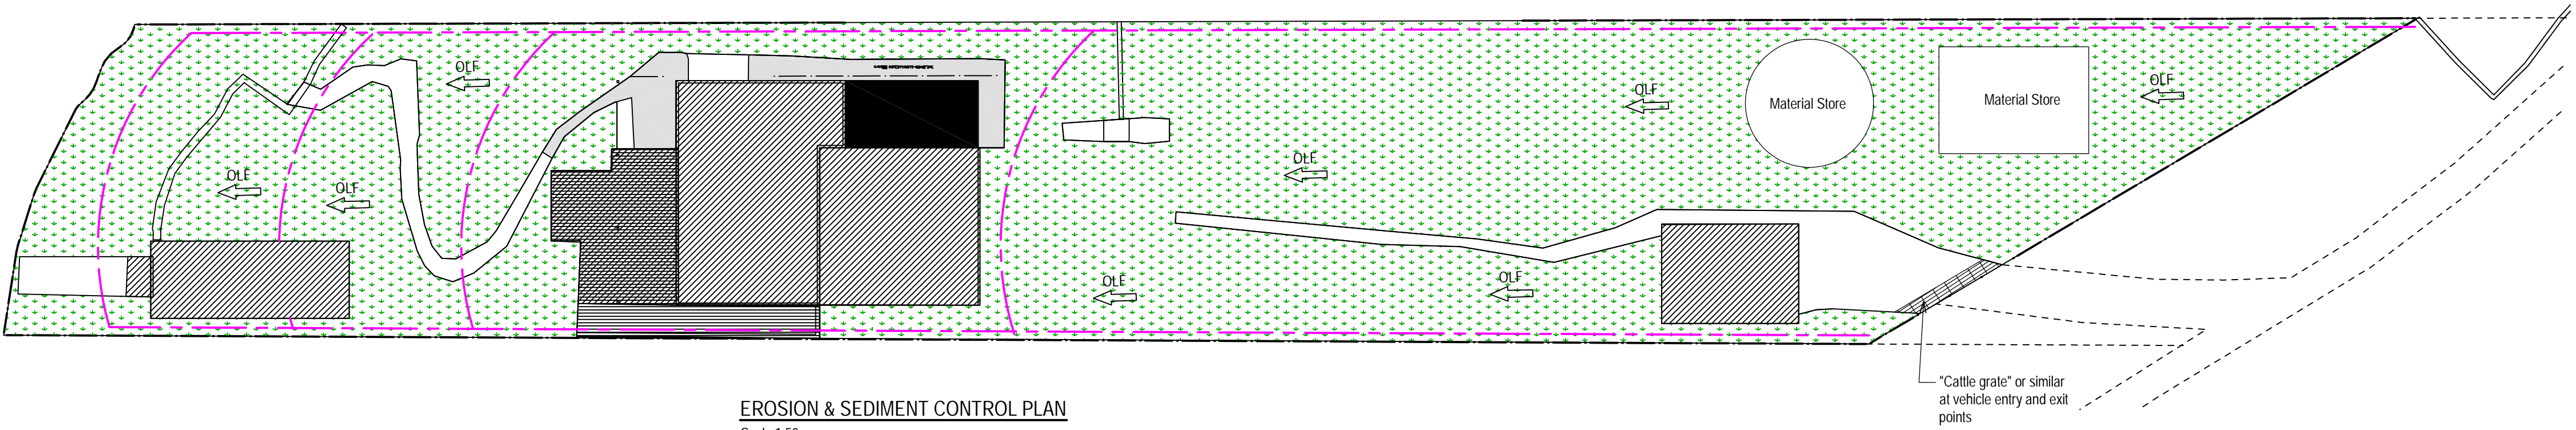 OLF
OLF
OLF
Material Store
Material Store
OLF
OLF
OLF
OLF
OLF
OLF
"Cattle grate" or similar
at vehicle entry and exit
points
EROSION & SEDIMENT CONTROL PLAN